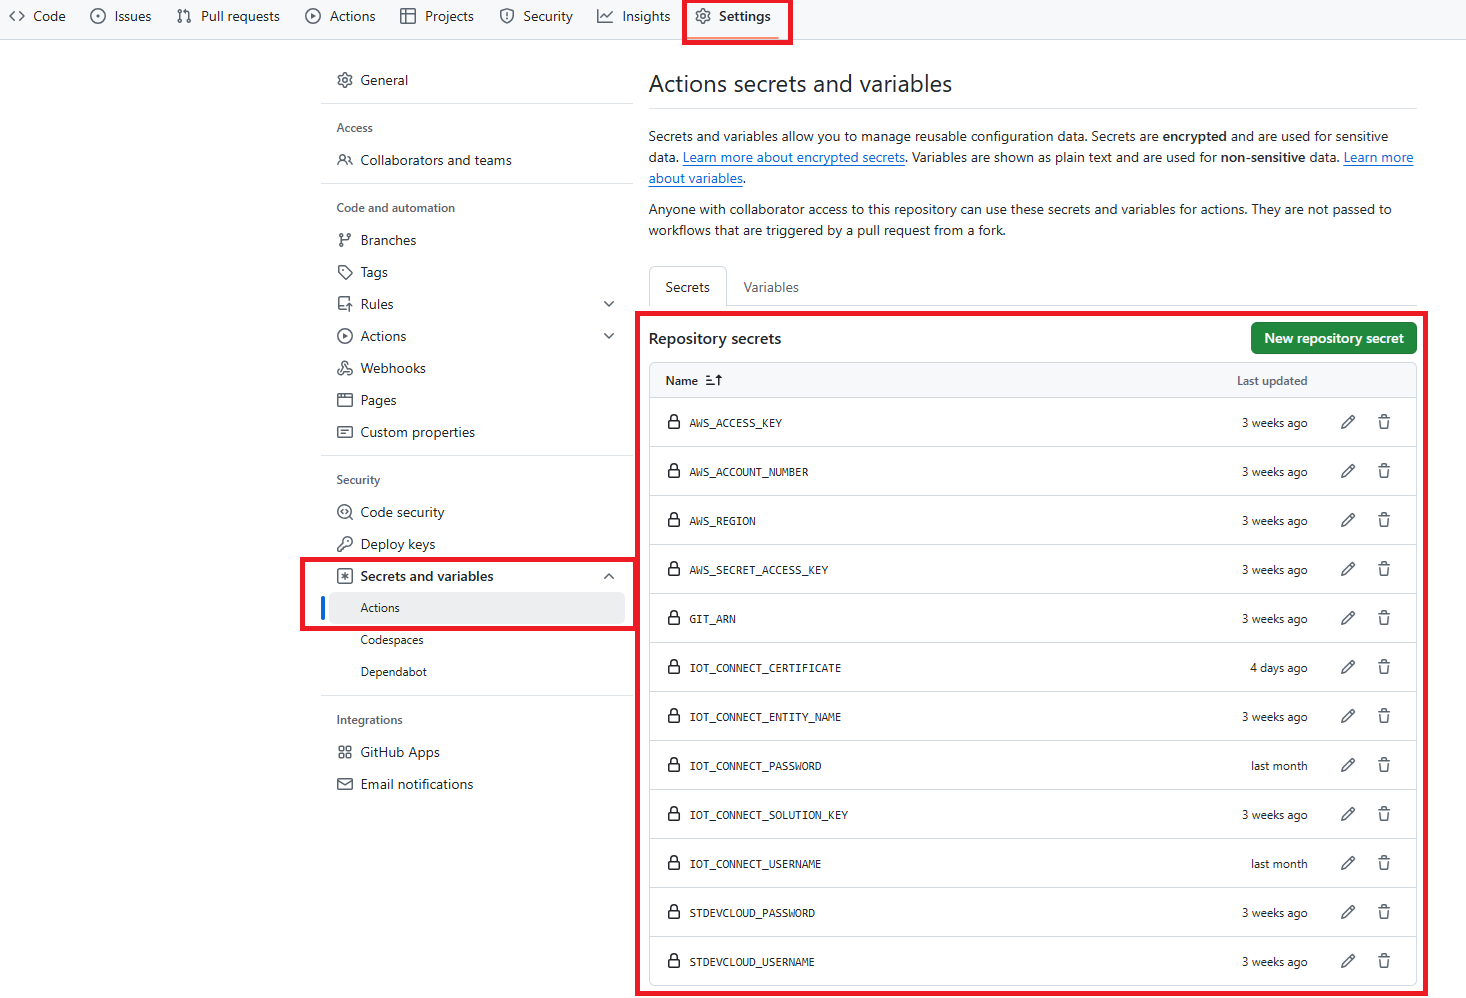 Code Issues Pull requests Actions Projects Security Insights Settings
General
Access
Collaborators and teams
Code and automation
Branches
Tags
Rules
Actions
Webhooks
Pages
Custom properties
Security
Code security
Deploy keys
Secrets and variables
Actions
Codespaces
Dependabot
Integrations
GitHub Apps
Email notifications
Actions secrets and variables
Secrets and variables allow you to manage reusable configuration data. Secrets are encrypted and are used for sensitive
data. Learn more about encrypted secrets. Variables are shown as plain text and are used for non-sensitive data. Learn more
about variables.
Anyone with collaborator access to this repository can use these secrets and variables for actions. They are not passed to
workflows that are triggered by a pull request from a fork.
Secrets Variables
Repository secrets New repository secret
Name Last updated
AWS_ACCESS_KEY 3 weeks ago
AWS_ACCOUNT_NUMBER 3 weeks ago
AWS_REGION 3 weeks ago
AWS_SECRET_ACCESS_KEY 3 weeks ago
GIT_ARN 3 weeks ago
IOT_CONNECT_CERTIFICATE 4 days ago
IOT_CONNECT_ENTITY_NAME 3 weeks ago
IOT_CONNECT_PASSWORD last month
IOT_CONNECT_SOLUTION_KEY 3 weeks ago
IOT_CONNECT_USERNAME last month
STDEVCLOUD_PASSWORD 3 weeks ago
STDEVCLOUD_USERNAME 3 weeks ago